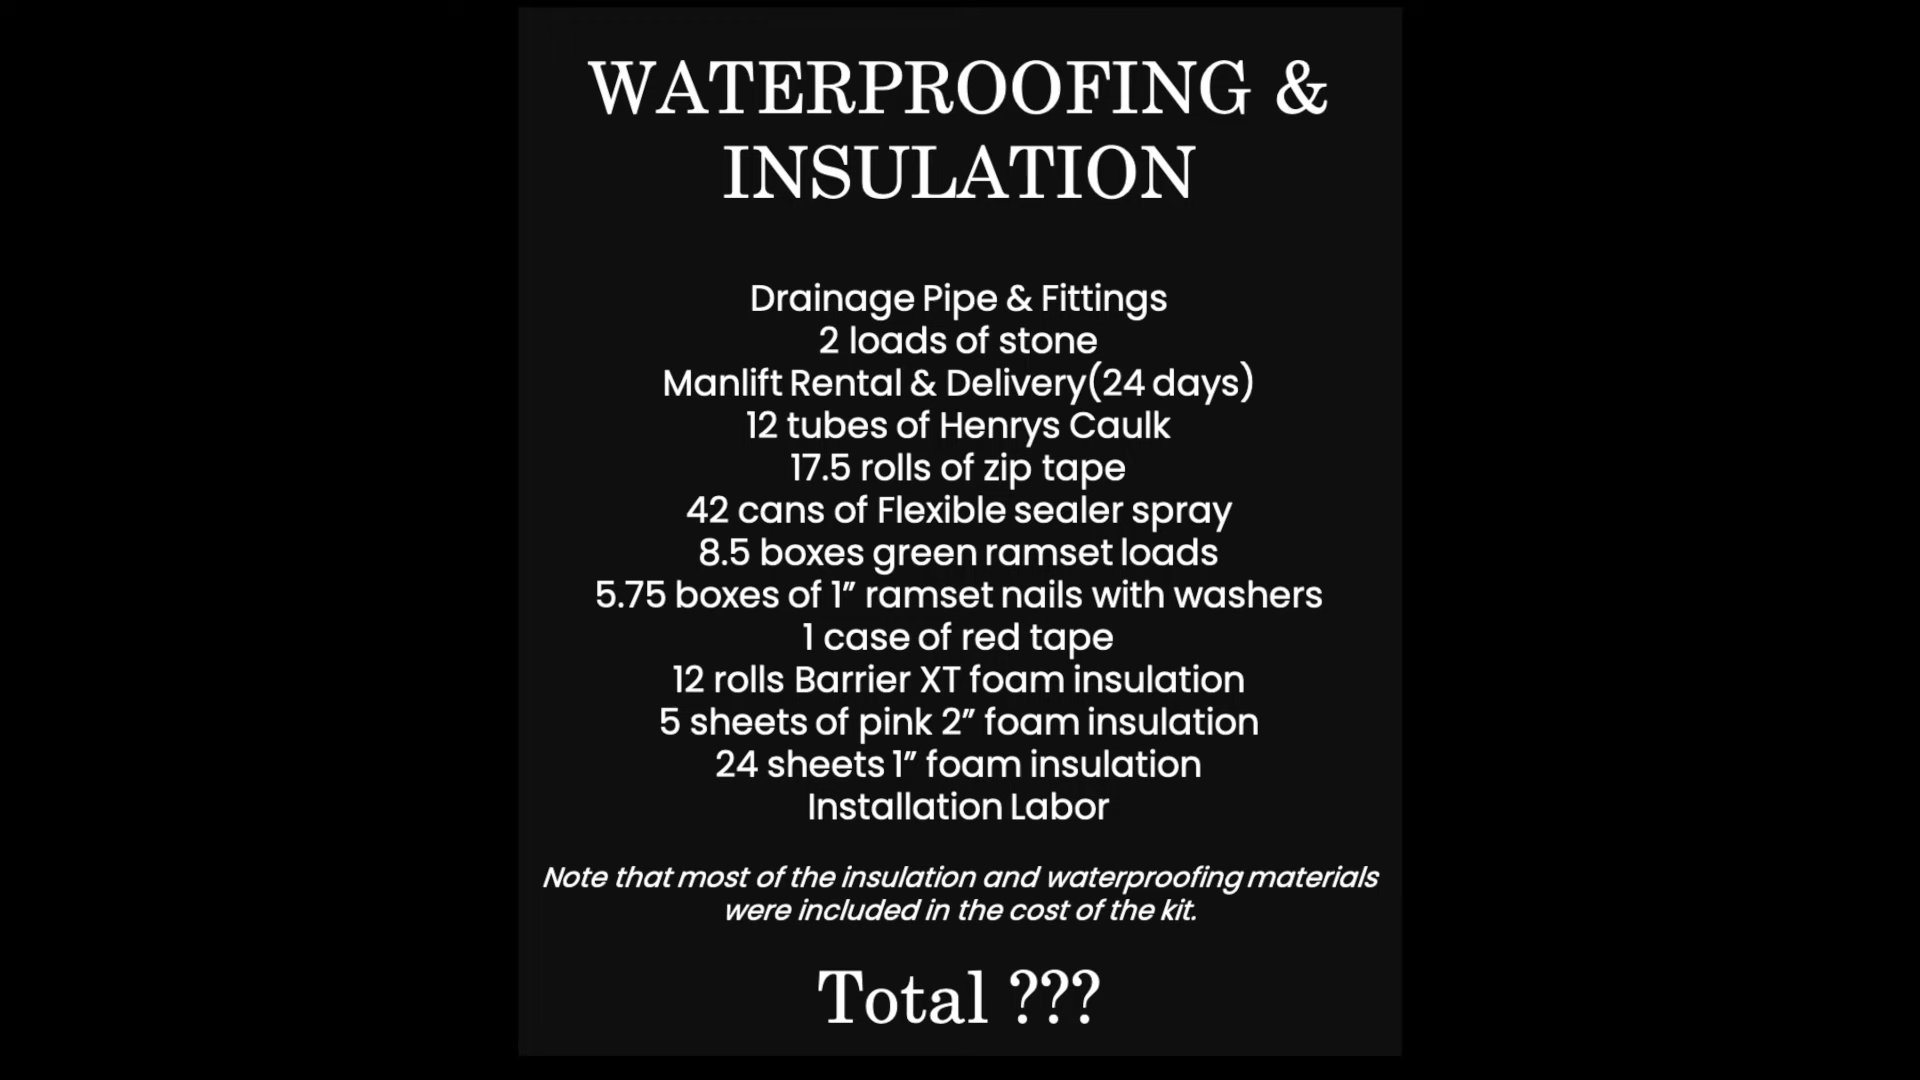 WATERPROOFING &
INSULATION
Drainage Pipe & Fittings
2 loads of stone
Manlift Rental & Delivery(24 days)
12 tubes of Henrys Caulk
17.5 rolls of zip tape
42 cans of Flexible sealer spray
8.5 boxes green ramset loads
5.75 boxes of 1” ramset nails with washers
1 case of red tape
12 rolls Barrier XT foam insulation
5 sheets of pink 2” foam insulation
24 sheets 1” foam insulation
Installation Labor
Note that most of the insulation and waterproofing materials
were included in the cost of the kit.
Total ???